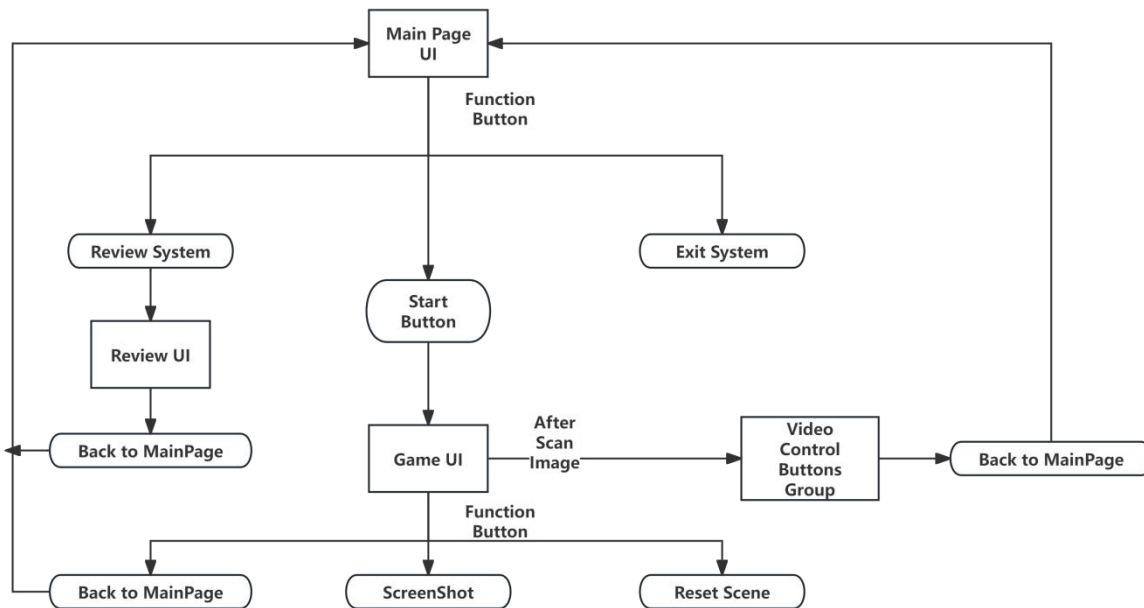 Main Page
UI
Function
Button
Review System
Exit System
Start
Button
Review UI
After
Scan
Image
Video
Control
Buttons
Group
Back to MainPage
Game UI
Back to MainPage
Function
Button
Back to MainPage
ScreenShot
Reset Scene